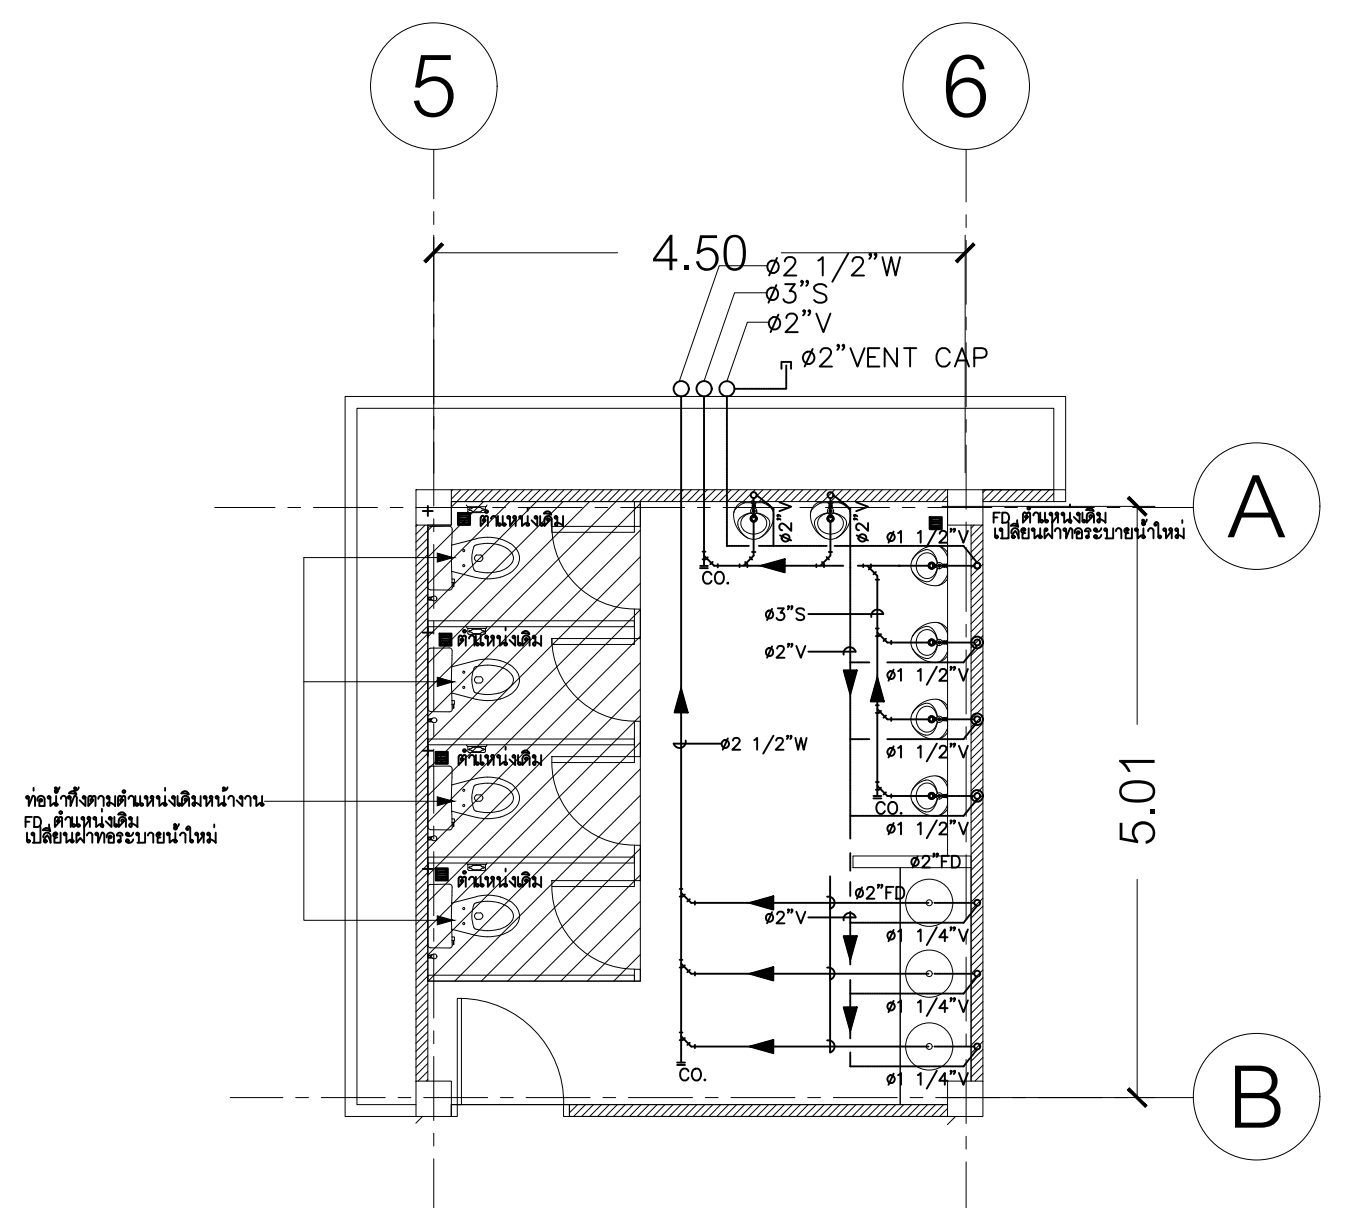 5
6
4.50
ø2 1/2"W
ø3"S
ø2"V
ø2"VENT CAP
A
ตำแหน่งเดิม
ø2"V
ø2"V
ø1 1/2"V
FD ตำแหน่งเดิม
เปลี่ยนฝาทอระบายน้ำใหม่
CO.
ø3"S
ตำแหน่งเดิม
ø2"V
ø1 1/2"V
ø2 1/2"W
ø1 1/2"V
ตำแหน่งเดิม
5.01
ท่อน้ำทิ้งตามตำแหน่งเดิมหน้างาน
FD ตำแหน่งเดิม
เปลี่ยนฝาทอระบายน้ำใหม่
CO.
ø1 1/2"V
ø2"FD
ตำแหน่งเดิม
ø2"FD
ø2"V
ø1 1/4"V
ø1 1/4"V
CO.
ø1 1/4"V
B